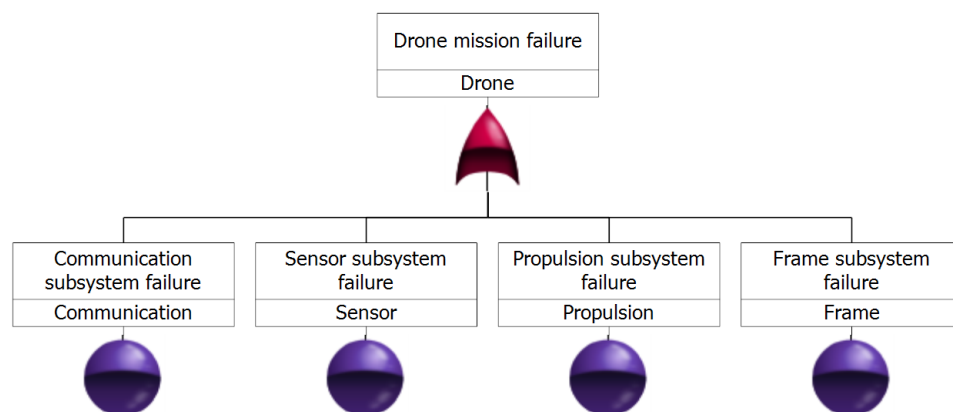 Drone mission failure
Drone
Communication
subsystem failure
Communication
Sensor subsystem
failure
Sensor
Propulsion subsystem
failure
Propulsion
Frame subsystem
failure
Frame